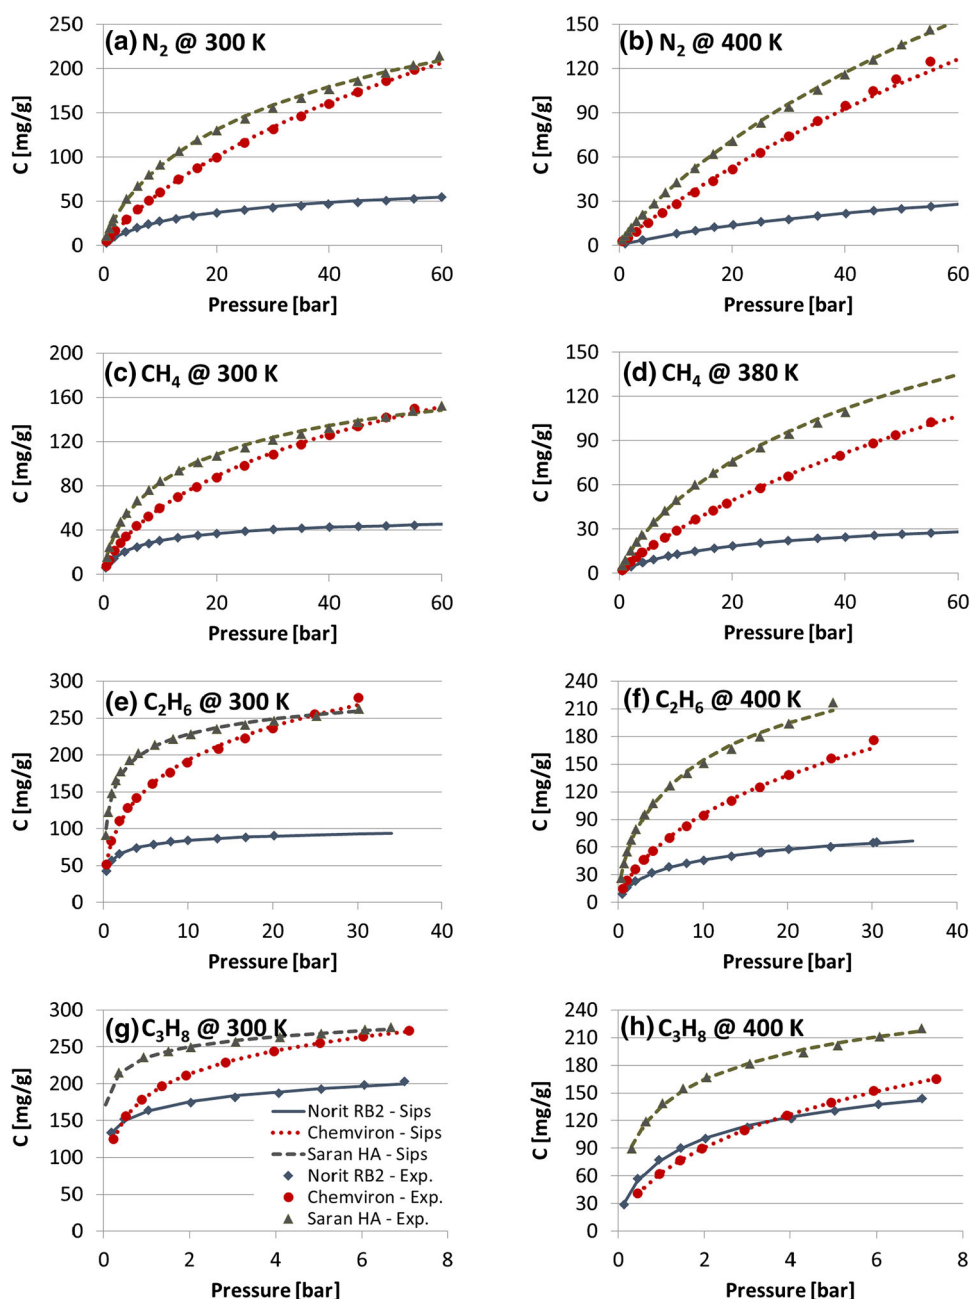 (a) N₂ @ 300 K
C [mg/g]
250
200
150
100
50
0
0 20 40 60
Pressure [bar]
(b) N₂ @ 400 K
C [mg/g]
150
120
90
60
30
0
0 20 40 60
Pressure [bar]
(c) CH₄ @ 300 K
C [mg/g]
200
160
120
80
40
0
0 20 40 60
Pressure [bar]
(d) CH₄ @ 380 K
C [mg/g]
150
120
90
60
30
0
0 20 40 60
Pressure [bar]
(e) C₂H₆ @ 300 K
C [mg/g]
300
250
200
150
100
50
0
0 10 20 30 40
Pressure [bar]
(f) C₂H₆ @ 400 K
C [mg/g]
240
210
180
150
120
90
60
30
0
0 10 20 30 40
Pressure [bar]
(g) C₃H₈ @ 300 K
C [mg/g]
300
250
200
150
100
50
0
Norit RB2 - Sips
Chemviron - Sips
Saran HA - Sips
Norit RB2 - Exp.
Chemviron - Exp.
Saran HA - Exp.
0 2 4 6 8
Pressure [bar]
(h) C₃H₈ @ 400 K
C [mg/g]
240
210
180
150
120
90
60
30
0
0 2 4 6 8
Pressure [bar]